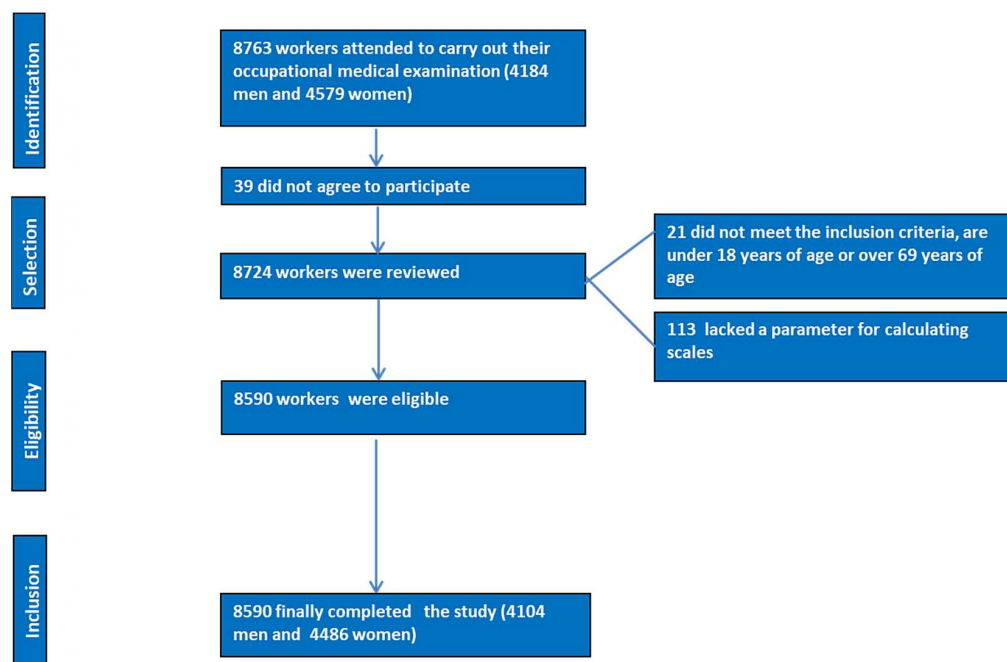 Identification
8763 workers attended to carry out their
occupational medical examination (4184
men and 4579 women)
39 did not agree to participate
Selection
8724 workers were reviewed
21 did not meet the inclusion criteria, are
under 18 years of age or over 69 years of
age
113 lacked a parameter for calculating
scales
Eligibility
8590 workers were eligible
Inclusion
8590 finally completed the study (4104
men and 4486 women)